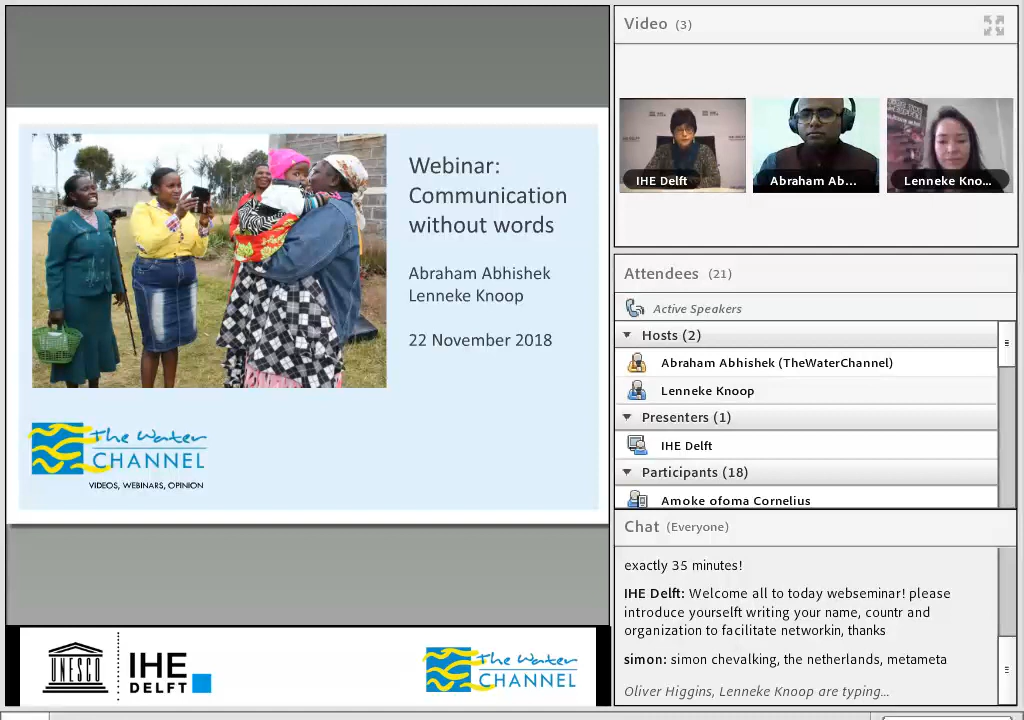 Webinar:
Communication
without words
Abraham Abhishek
Lenneke Knoop
22 November 2018
the Water
CHANNEL
VIDEOS, WEBINARS, OPINION
UNESCO
IHE
DELFT
the Water
CHANNEL
Video (3)
IHE Delft
Abraham Ab...
Lenneke Kno...
Attendees (21)
Active Speakers
Hosts (2)
Abraham Abhishek (TheWaterChannel)
Lenneke Knoop
Presenters (1)
IHE Delft
Participants (18)
Amoke ofoma Cornelius
Chat (Everyone)
exactly 35 minutes!
IHE Delft: Welcome all to today webseminar! please
introduce yourselft writing your name, countr and
organization to facilitate networkin, thanks
simon: simon chevalking, the netherlands, metameta
Oliver Higgins, Lenneke Knoop are typing...